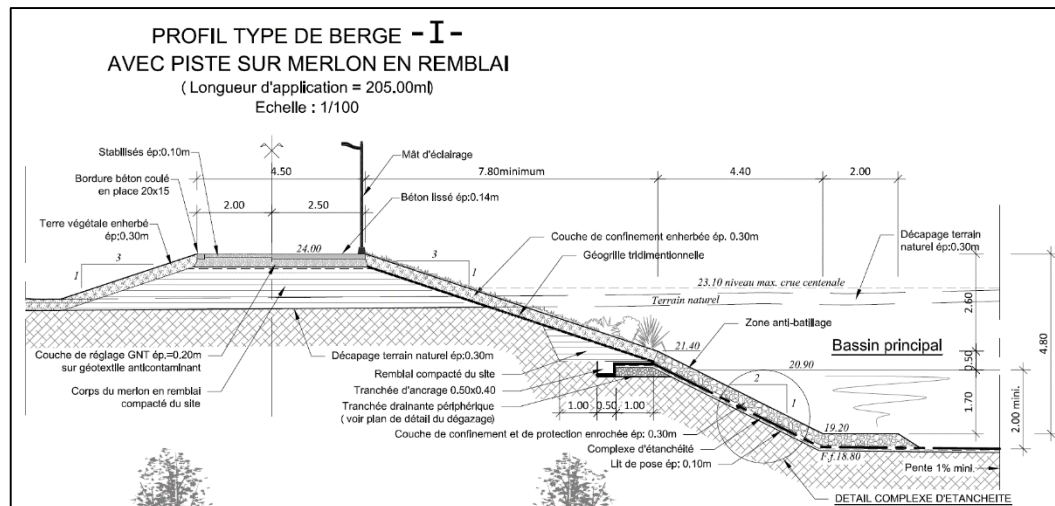 PROFIL TYPE DE BERGE -I-
AVEC PISTE SUR MERLON EN REMBLAI
( Longueur d'application = 205.00ml)
Echelle : 1/100
Stabilisés ép:0.10m
Bordure béton coulé
en place 20x15
Terre végétale enherbé
ép:0,30m
4.50
2.00
2.50
Mât d'éclairage
7.80minimum
4.40
2.00
Béton lissé ép:0.14m
24.00
3
1
3
1
Couche de confinement enherbée ép. 0.30m
Géogrille tridimentionnelle
Décapage terrain
naturel ép:0.30m
23.10 niveau max. crue centenale
Terrain naturel
2.60
4.80
Zone anti-batillage
21.40
Bassin principal
0.50
20.90
Couche de réglage GNT ép.=0,20m
sur géotextile anticontaminant
Corps du merlon en remblai
compacté du site
Décapage terrain naturel ép:0.30m
Remblai compacté du site
Tranchée d'ancrage 0.50x0.40
Tranchée drainante périphérique
( voir plan de détail du dégazage)
1.00
0.50
1.00
2
1
1.70
2.00 mini.
19.20
Couche de confinement et de protection enrochée ép: 0.30m
Complexe d'étanchéité
Lit de pose ép: 0,10m
F.f.18.80
Pente 1% mini.
DETAIL COMPLEXE D'ETANCHEITE